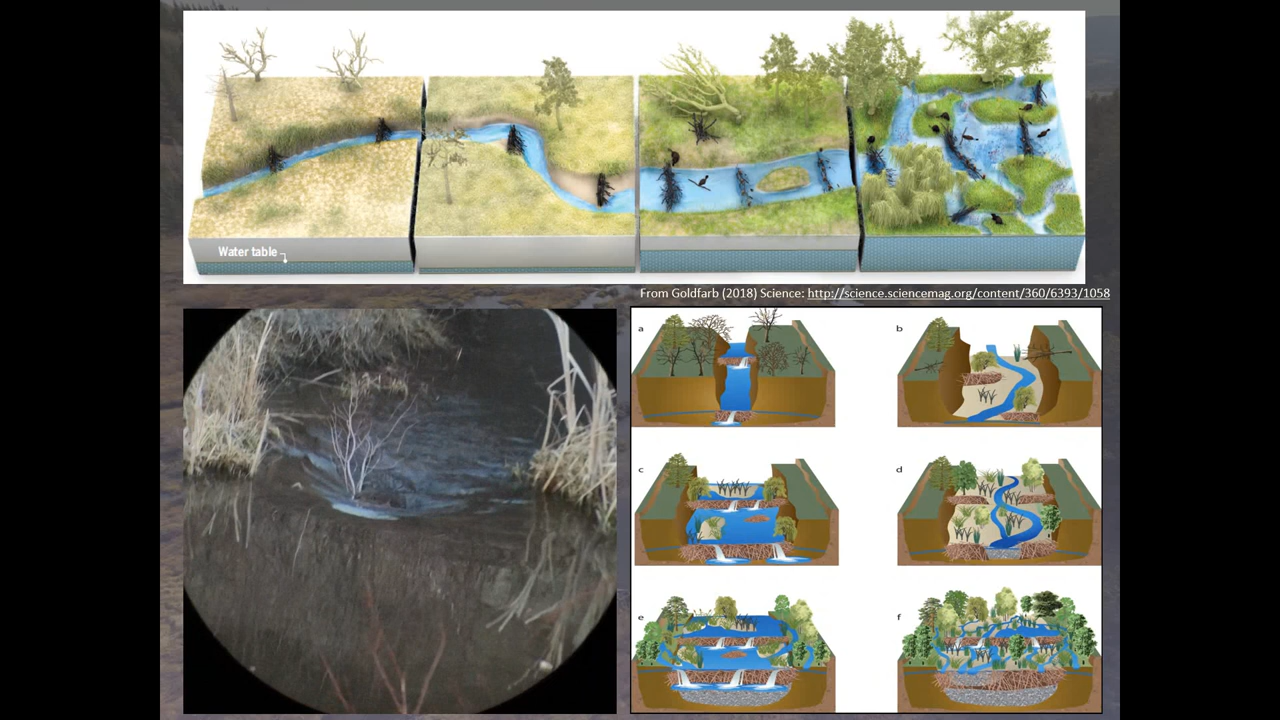 Water table
From Goldfarb (2018) Science: http://science.sciencemag.org/content/360/6393/1058
a
b
c
d
e
f